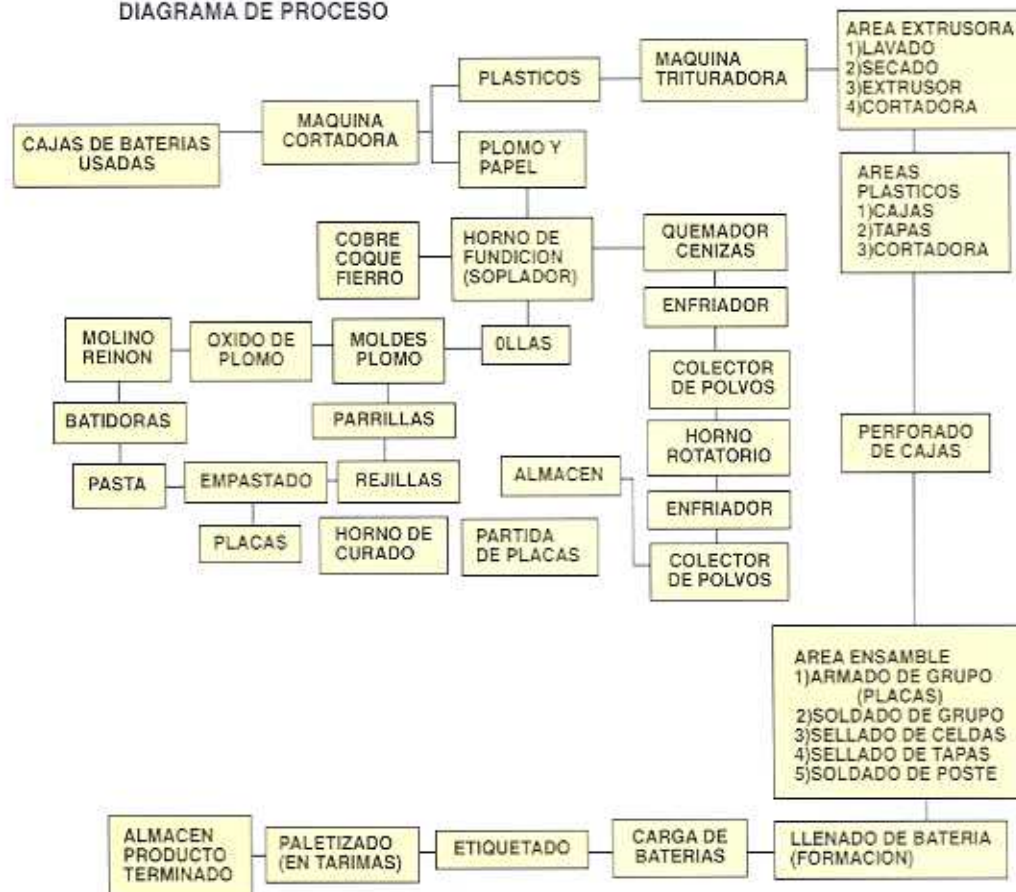 DIAGRAMA DE PROCESO
CAJAS DE BATERIAS
USADAS
MAQUINA
CORTADORA
PLASTICOS
MAQUINA
TRITURADORA
AREA EXTRUSORA
1)LAVADO
2)SECADO
3)EXTRUSOR
4)CORTADORA
PLOMO Y
PAPEL
AREAS
PLASTICOS
1)CAJAS
2)TAPAS
3)CORTADORA
COBRE
COQUE
FIERRO
HORNO DE
FUNDICION
(SOPLADOR)
QUEMADOR
CENIZAS
ENFRIADOR
MOLINO
REINON
OXIDO DE
PLOMO
MOLDES
PLOMO
0LLAS
COLECTOR
DE POLVOS
BATIDORAS
PARRILLAS
HORNO
ROTATORIO
PERFORADO
DE CAJAS
PASTA
EMPASTADO
REJILLAS
ALMACEN
ENFRIADOR
PLACAS
HORNO DE
CURADO
PARTIDA
DE PLACAS
COLECTOR
DE POLVOS
AREA ENSAMBLE
1)ARMADO DE GRUPO
(PLACAS)
2)SOLDADO DE GRUPO
3)SELLADO DE CELDAS
4)SELLADO DE TAPAS
5)SOLDADO DE POSTE
ALMACEN
PRODUCTO
TERMINADO
PALETIZADO
(EN TARIMAS)
ETIQUETADO
CARGA DE
BATERIAS
LLENADO DE BATERIA
(FORMACION)